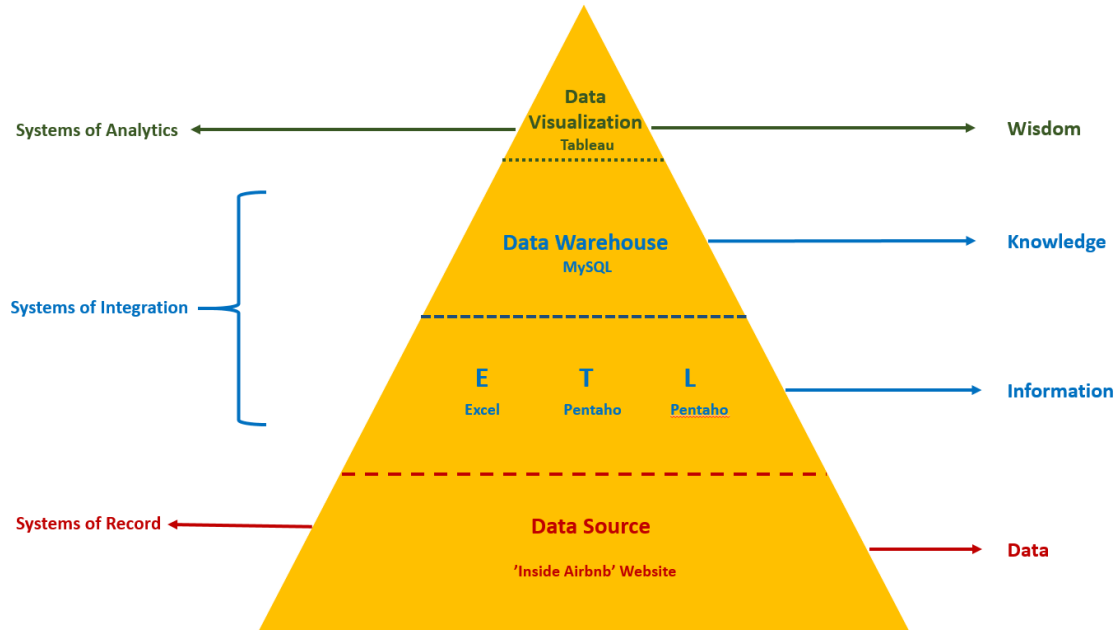 Data
Visualization
Tableau
Systems of Analytics
Wisdom
Data Warehouse
MySQL
Knowledge
Systems of Integration
E T L
Excel Pentaho Pentaho
Information
Systems of Record
Data Source
'Inside Airbnb' Website
Data